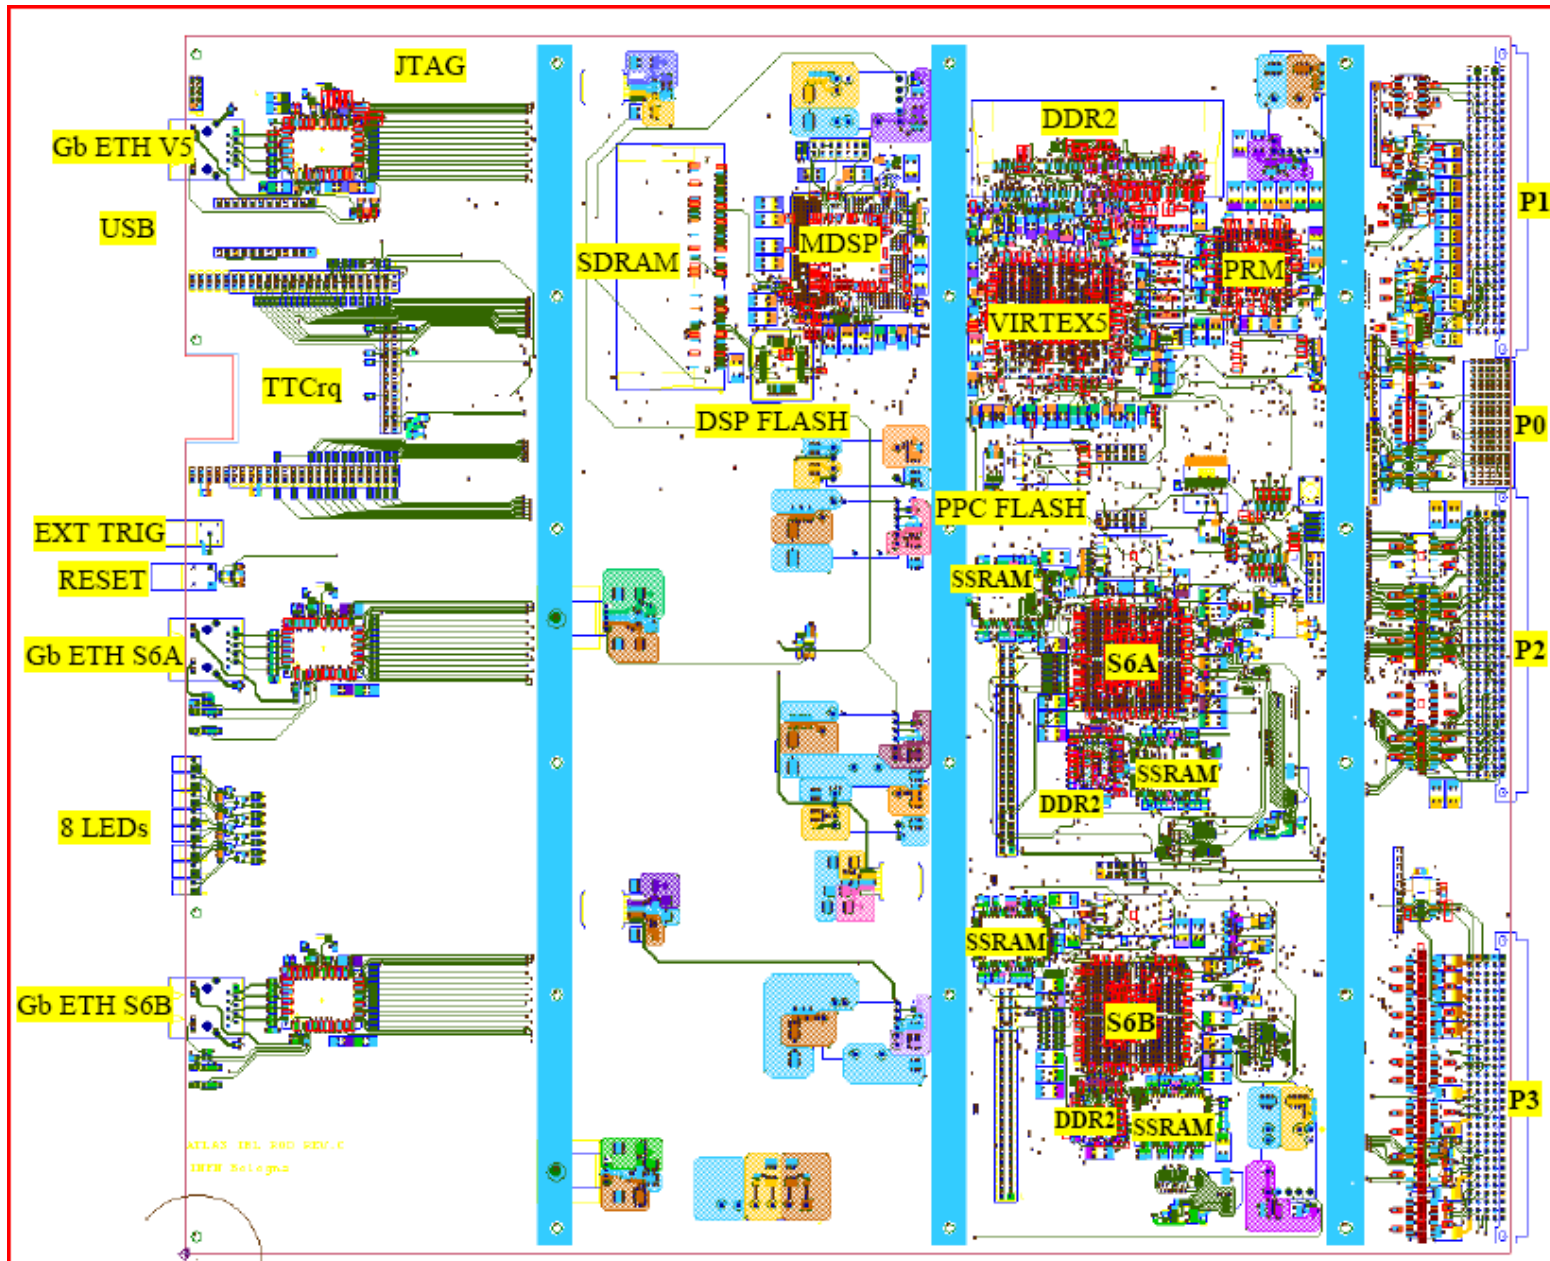 JTAG
DDR2
Gb ETH V5
P1
USB
MDSP
SDRAM
PRM
VIRTEX5
TTCrq
DSP FLASH
P0
PPC FLASH
EXT TRIG
RESET
SSRAM
Gb ETH S6A
S6A
P2
SSRAM
DDR2
8 LEDs
SSRAM
Gb ETH S6B
S6B
P3
DDR2
SSRAM
ATLAS IBL ROD REV.C
INFN Bologna